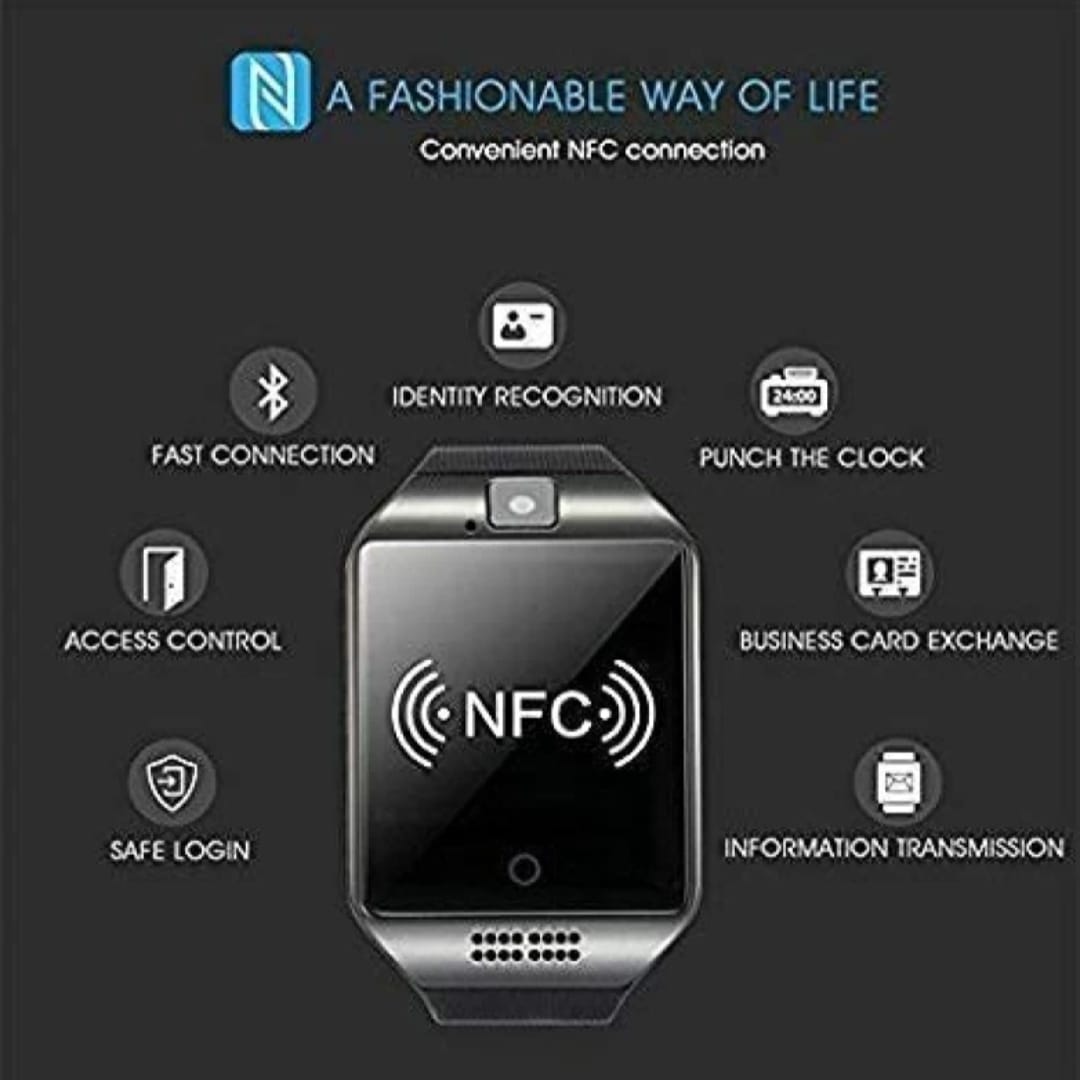 A FASHIONABLE WAY OF LIFE
Convenient NFC connection
IDENTITY RECOGNITION
24:00
FAST CONNECTION
PUNCH THE CLOCK
ACCESS CONTROL
BUSINESS CARD EXCHANGE
NFC
SAFE LOGIN
INFORMATION TRANSMISSION